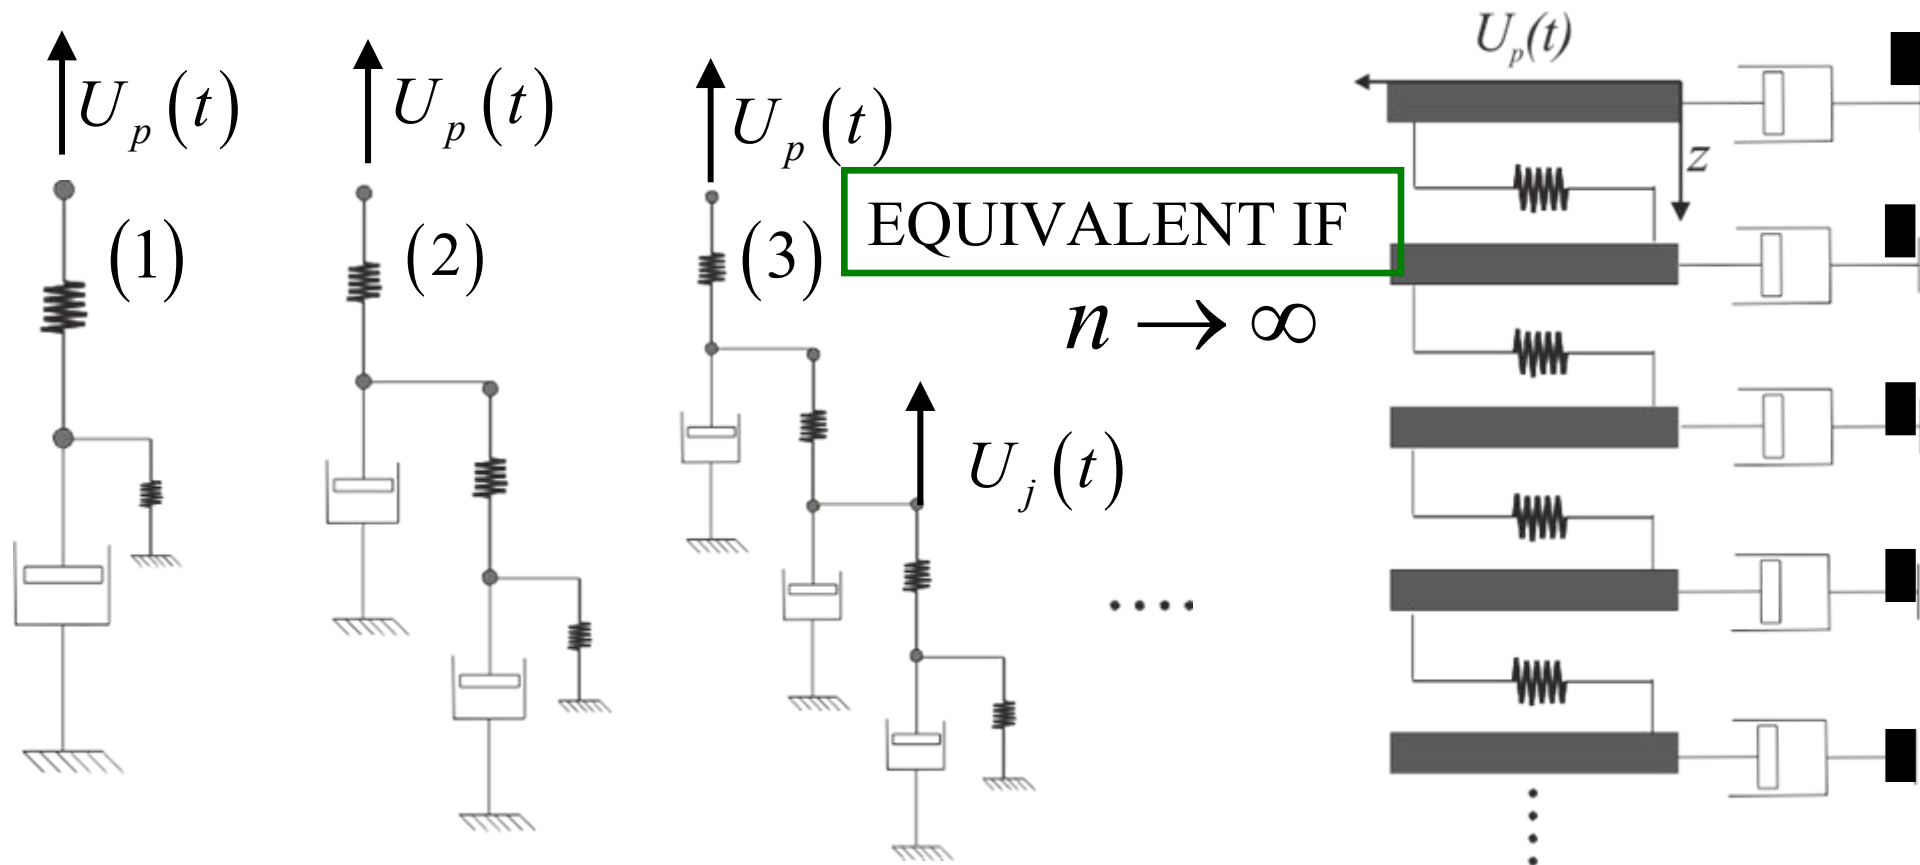 U_p(t)
(1)
U_p(t)
(2)
U_p(t)
(3)
EQUIVALENT IF
n → ∞
U_j(t)
. . . .
U_p(t)
z